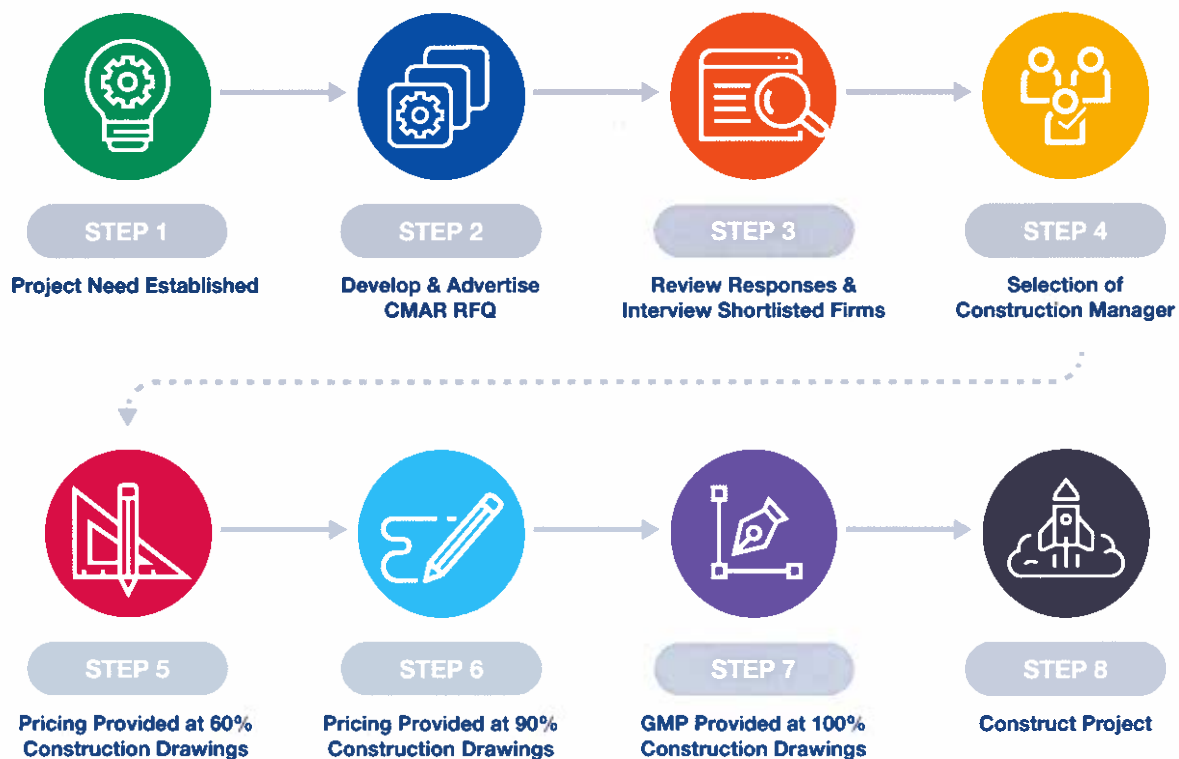 STEP 1
Project Need Established
STEP 2
Develop & Advertise
CMAR RFQ
STEP 3
Review Responses &
Interview Shortlisted Firms
STEP 4
Selection of
Construction Manager
STEP 5
Pricing Provided at 60%
Construction Drawings
STEP 6
Pricing Provided at 90%
Construction Drawings
STEP 7
GMP Provided at 100%
Construction Drawings
STEP 8
Construct Project